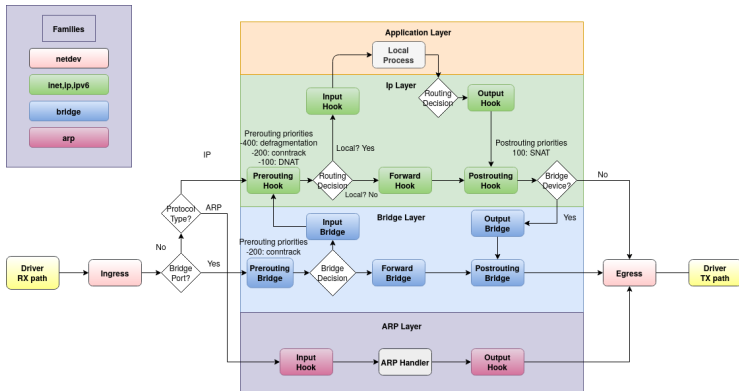 Families
netdev
inet,ip,ipv6
bridge
arp
Application Layer
Local
Process
Ip Layer
Input
Hook
Routing
Decision
Output
Hook
Prerouting priorities
-400: defragmentation
-200: conntrack
-100: DNAT
Local? Yes
Postrouting priorities
100: SNAT
IP
Prerouting
Hook
Routing
Decision
Local? No
Forward
Hook
Postrouting
Hook
Bridge
Device?
No
Yes
Protocol
Type?
ARP
Bridge Layer
Input
Bridge
Output
Bridge
No
Prerouting priorities
-200: conntrack
Driver
RX path
Ingress
Bridge
Port?
Yes
Prerouting
Bridge
Bridge
Decision
Forward
Bridge
Postrouting
Bridge
Egress
Driver
TX path
ARP Layer
Input
Hook
ARP Handler
Output
Hook